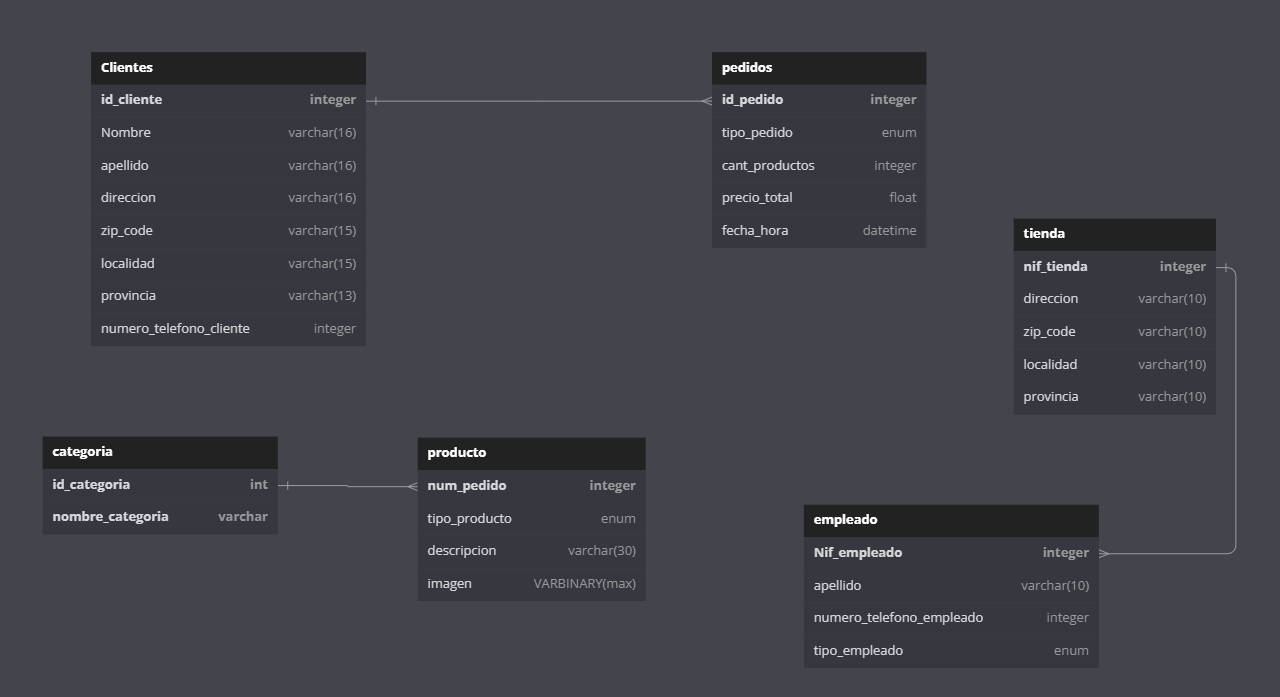 Clientes
id_cliente integer
Nombre varchar(16)
apellido varchar(16)
direccion varchar(16)
zip_code varchar(15)
localidad varchar(15)
provincia varchar(13)
numero_telefono_cliente integer
pedidos
id_pedido integer
tipo_pedido enum
cant_productos integer
precio_total float
fecha_hora datetime
tienda
nif_tienda integer
direccion varchar(10)
zip_code varchar(10)
localidad varchar(10)
provincia varchar(10)
categoria
id_categoria int
nombre_categoria varchar
producto
num_pedido integer
tipo_producto enum
descripcion varchar(30)
imagen VARBINARY(max)
empleado
Nif_empleado integer
apellido varchar(10)
numero_telefono_empleado integer
tipo_empleado enum